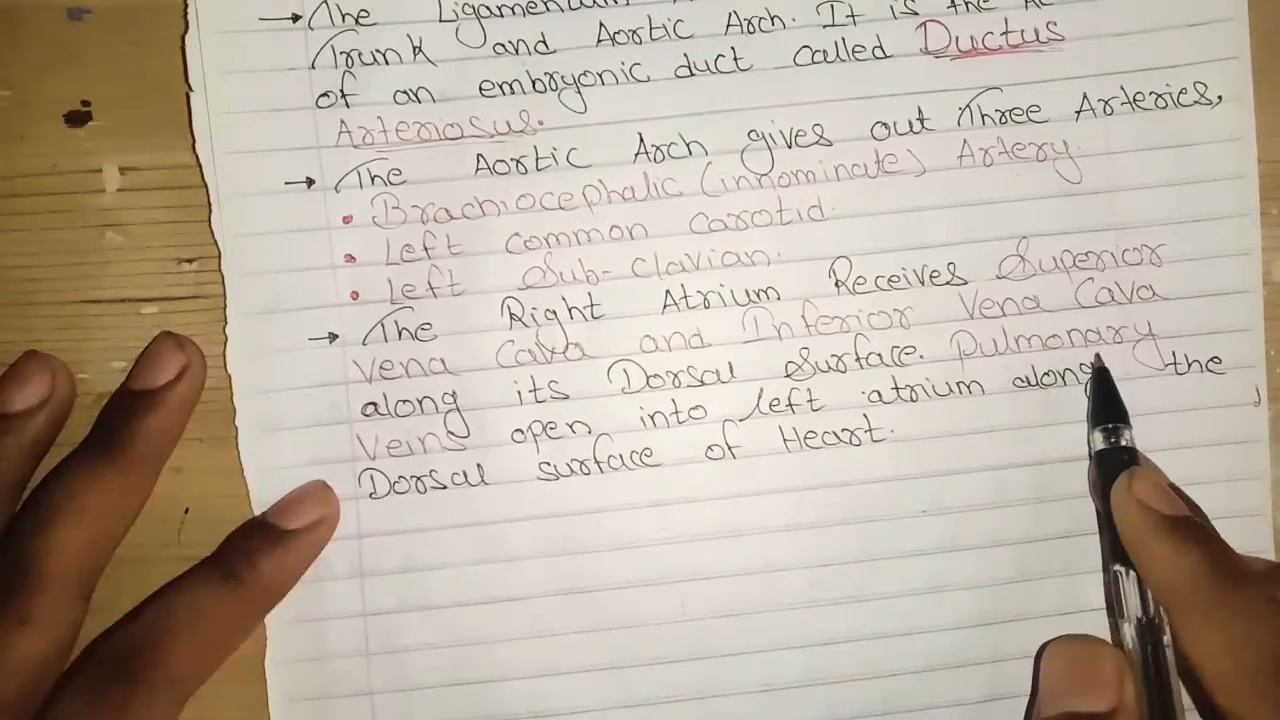 → The Ligamentum
Trunk and Aortic Arch. It is the
of an embryonic duct called Ductus
Arteriosus.
→ The Aortic Arch gives out Three Arteries,
• Brachiocephalic (innominate) Artery.
• Left common Carotid.
• Left Sub-Clavian.
→ The Right Atrium Receives Superior
Vena Cava and Inferior Vena Cava
along its Dorsal Surface. Pulmonary
Veins open into left atrium along the
Dorsal surface of Heart.